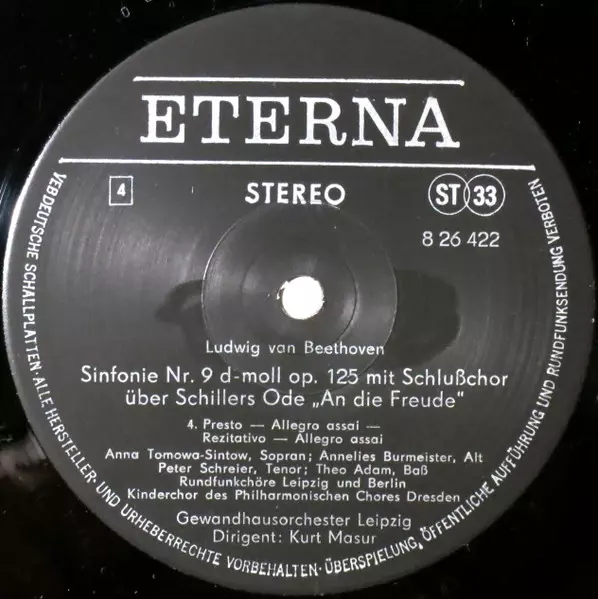 ETERNA
4 STEREO ST 33
8 26 422
Ludwig van Beethoven
Sinfonie Nr. 9 d-moll op. 125 mit Schlußchor
über Schillers Ode „An die Freude"
4. Presto — Allegro assai —
Rezitativo — Allegro assai
Anna Tomowa-Sintow, Sopran; Annelies Burmeister, Alt
Peter Schreier, Tenor; Theo Adam, Baß
Rundfunkchöre Leipzig und Berlin
Kinderchor des Philharmonischen Chores Dresden
Gewandhausorchester Leipzig
Dirigent: Kurt Masur
VEB DEUTSCHE SCHALLPLATTEN · ALLE HERSTELLER- UND URHEBERRECHTE VORBEHALTEN · ÜBERSPIELUNG, ÖFFENTLICHE AUFFÜHRUNG UND RUNDFUNKSENDUNG VERBOTEN